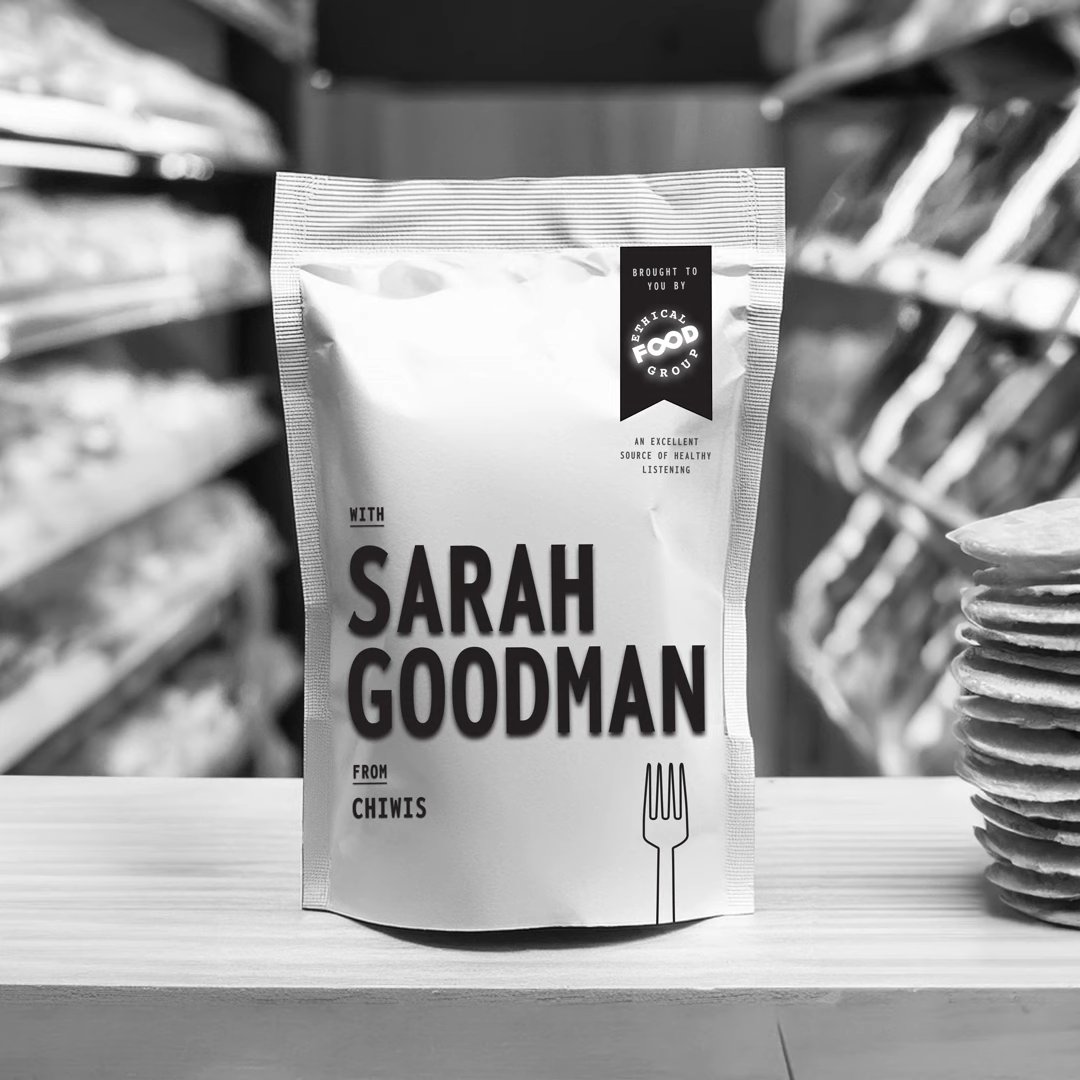 BROUGHT TO
YOU BY
ETHICAL
FOOD
GROUP
AN EXCELLENT
SOURCE OF HEALTHY
LISTENING
WITH
SARAH
GOODMAN
FROM
CHIWIS